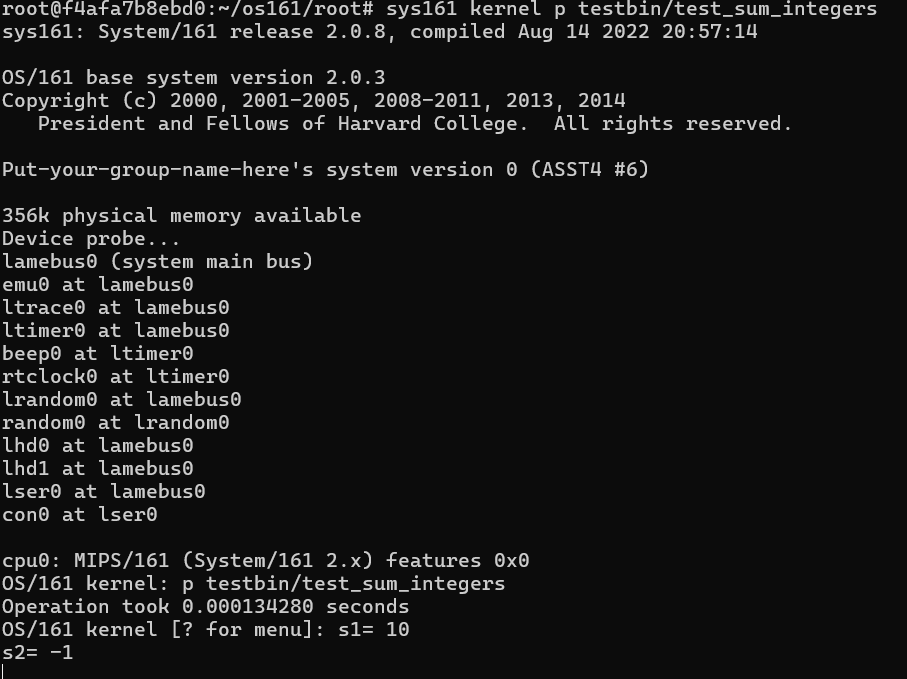 root@f4afa7b8ebd0:~/os161/root# sys161 kernel p testbin/test_sum_integers
sys161: System/161 release 2.0.8, compiled Aug 14 2022 20:57:14

OS/161 base system version 2.0.3
Copyright (c) 2000, 2001-2005, 2008-2011, 2013, 2014
   President and Fellows of Harvard College.  All rights reserved.

Put-your-group-name-here's system version 0 (ASST4 #6)

356k physical memory available
Device probe...
lamebus0 (system main bus)
emu0 at lamebus0
ltrace0 at lamebus0
ltimer0 at lamebus0
beep0 at ltimer0
rtclock0 at ltimer0
lrandom0 at lamebus0
random0 at lrandom0
lhd0 at lamebus0
lhd1 at lamebus0
lser0 at lamebus0
con0 at lser0

cpu0: MIPS/161 (System/161 2.x) features 0x0
OS/161 kernel: p testbin/test_sum_integers
Operation took 0.000134280 seconds
OS/161 kernel [? for menu]: s1= 10
s2= -1